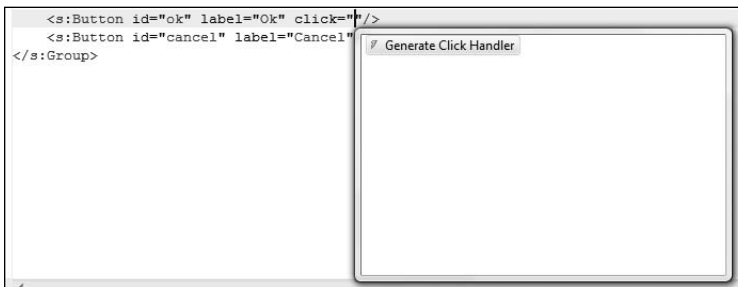 <s:Button id="ok" label="Ok" click=""/>
<s:Button id="cancel" label="Cancel"
</s:Group>
Generate Click Handler